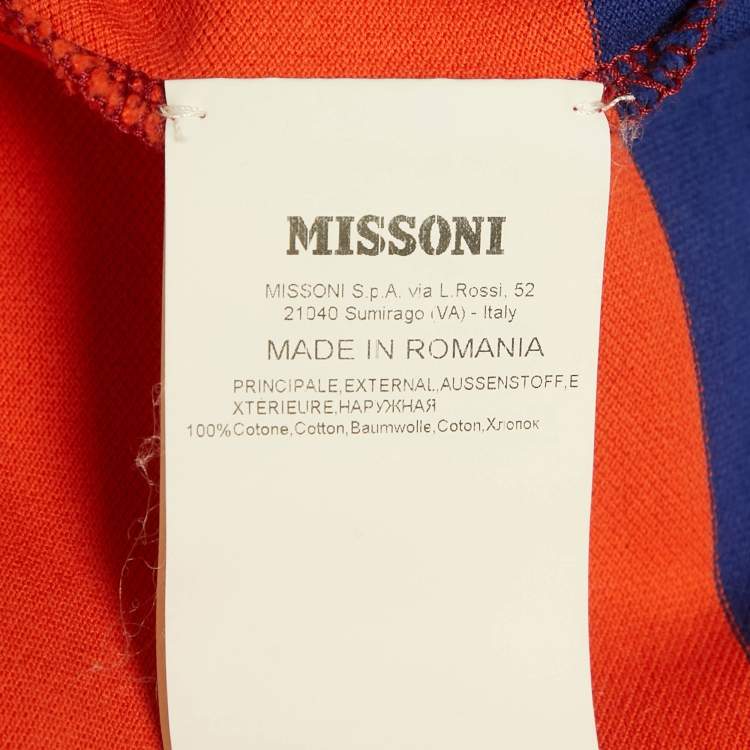 MISSONI
MISSONI S.p.A. via L.Rossi, 52
21040 Sumirago (VA) - Italy
MADE IN ROMANIA
PRINCIPALE,EXTERNAL,AUSSENSTOFF,E
XTÉRIEURE,НАРУЖНАЯ
100%Cotone,Cotton,Baumwolle,Coton,Хлопок